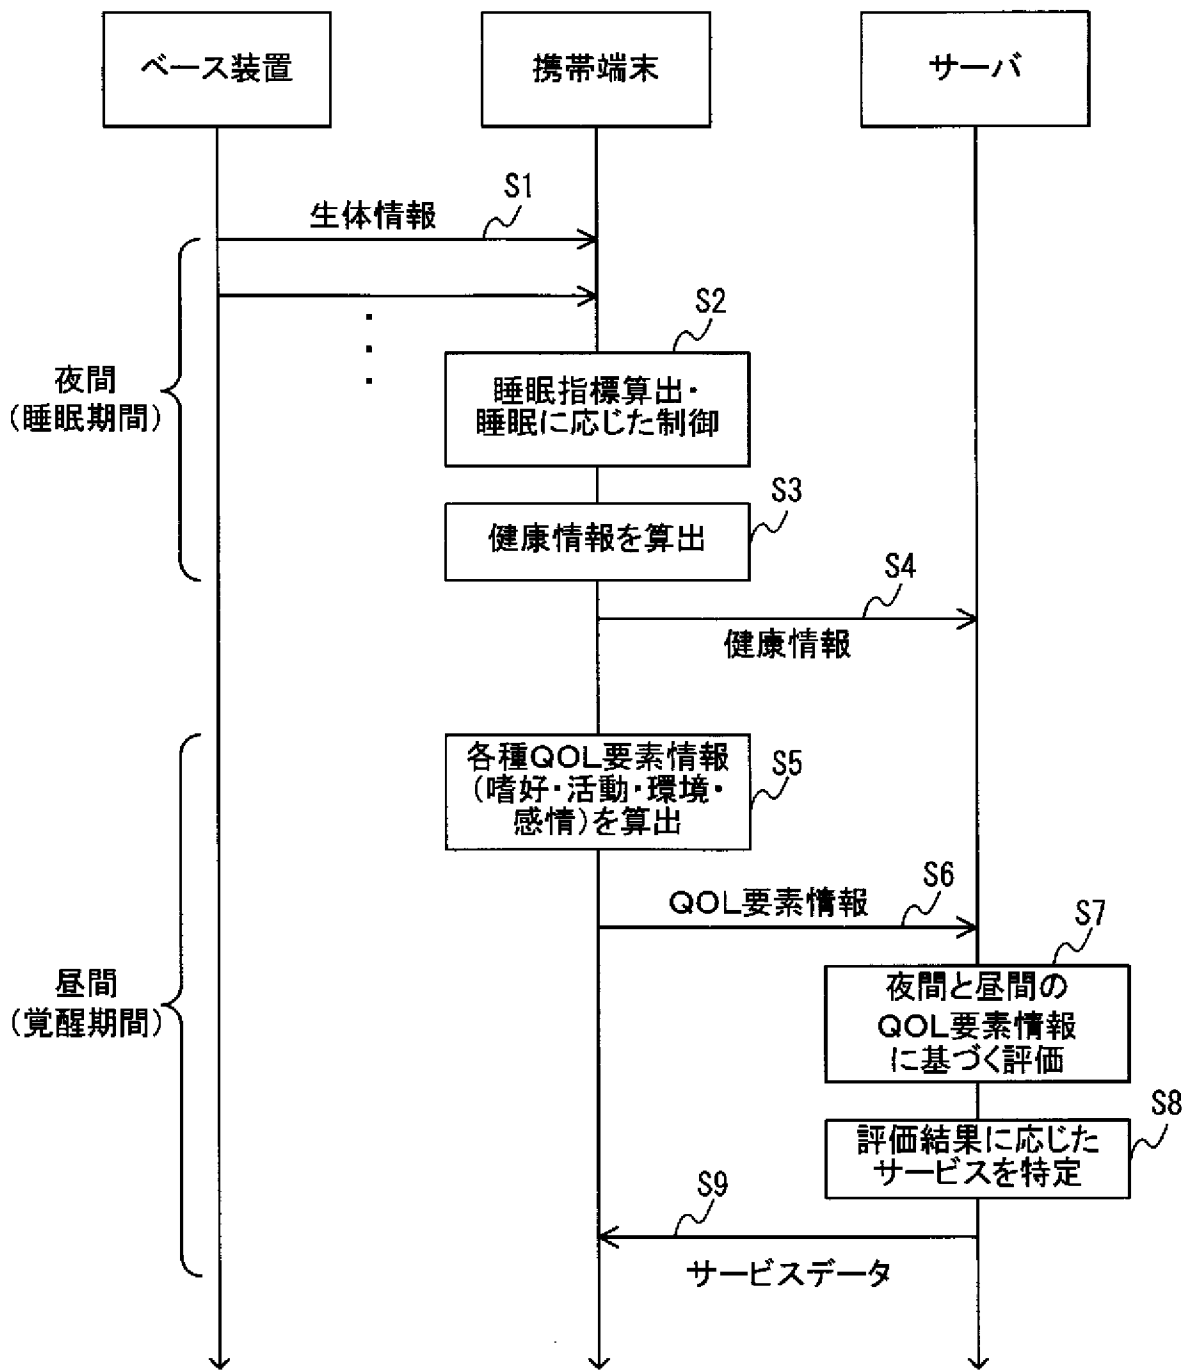 ベース装置
携帯端末
サーバ
S1
生体情報
S2
睡眠指標算出・
睡眠に応じた制御
夜間
(睡眠期間)
S3
健康情報を算出
S4
健康情報
各種QOL要素情報
(嗜好・活動・環境・
感情)を算出
S5
QOL要素情報
S6
S7
夜間と昼間の
QOL要素情報
に基づく評価
昼間
(覚醒期間)
S8
評価結果に応じた
サービスを特定
S9
サービスデータ